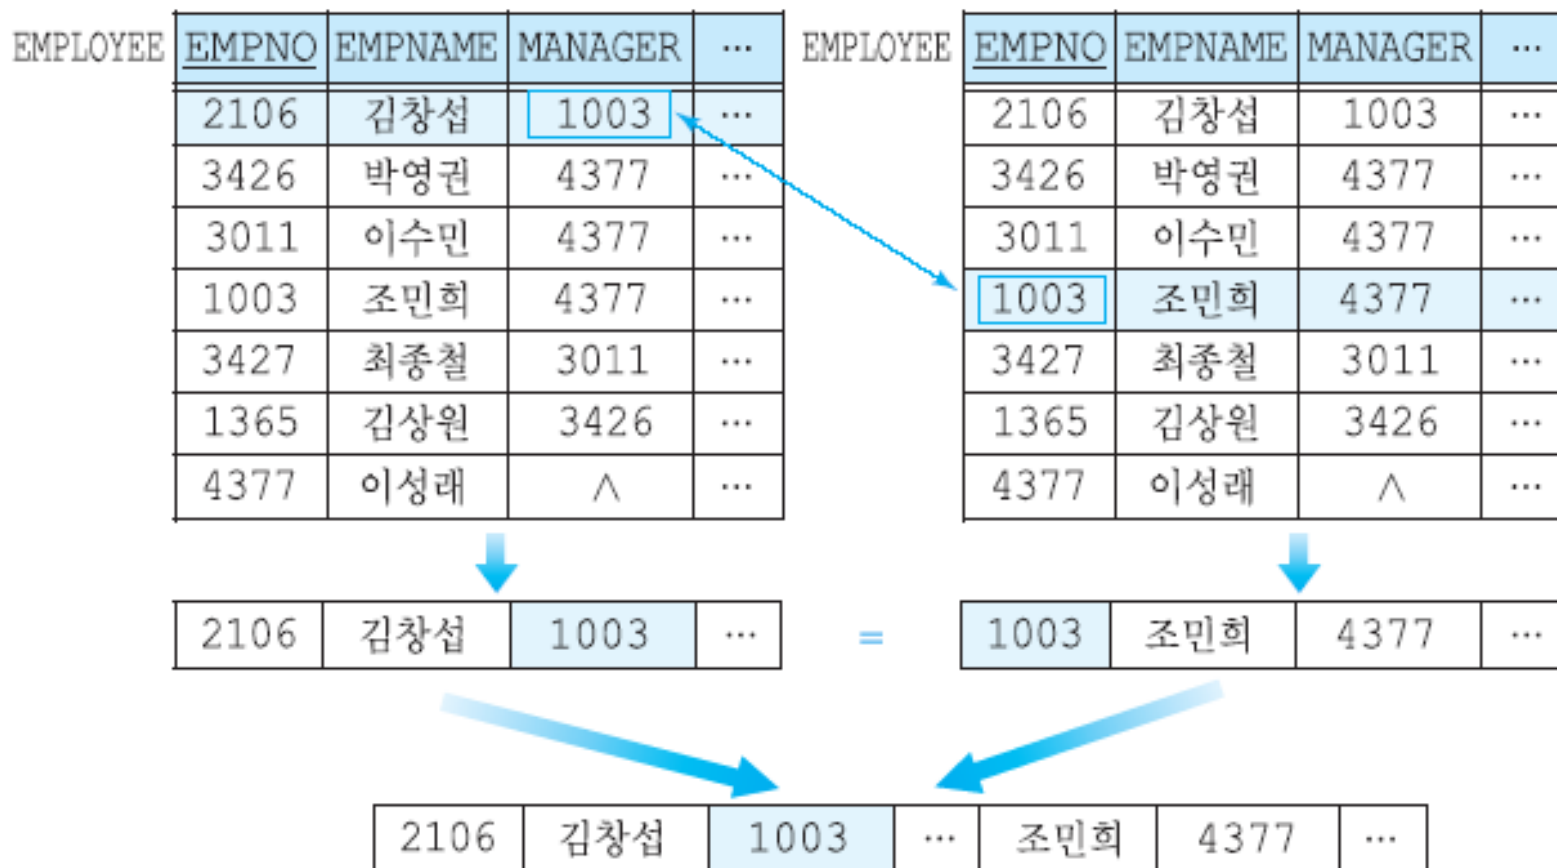 EMPLOYEE EMPNO EMPNAME MANAGER ... EMPLOYEE EMPNO EMPNAME MANAGER ...
2106 김창섭 1003 ... 2106 김창섭 1003 ...
3426 박영권 4377 ... 3426 박영권 4377 ...
3011 이수민 4377 ... 3011 이수민 4377 ...
1003 조민희 4377 ... 1003 조민희 4377 ...
3427 최종철 3011 ... 3427 최종철 3011 ...
1365 김상원 3426 ... 1365 김상원 3426 ...
4377 이성래 ∧ ... 4377 이성래 ∧ ...
2106 김창섭 1003 ... = 1003 조민희 4377 ...
2106 김창섭 1003 ... 조민희 4377 ...